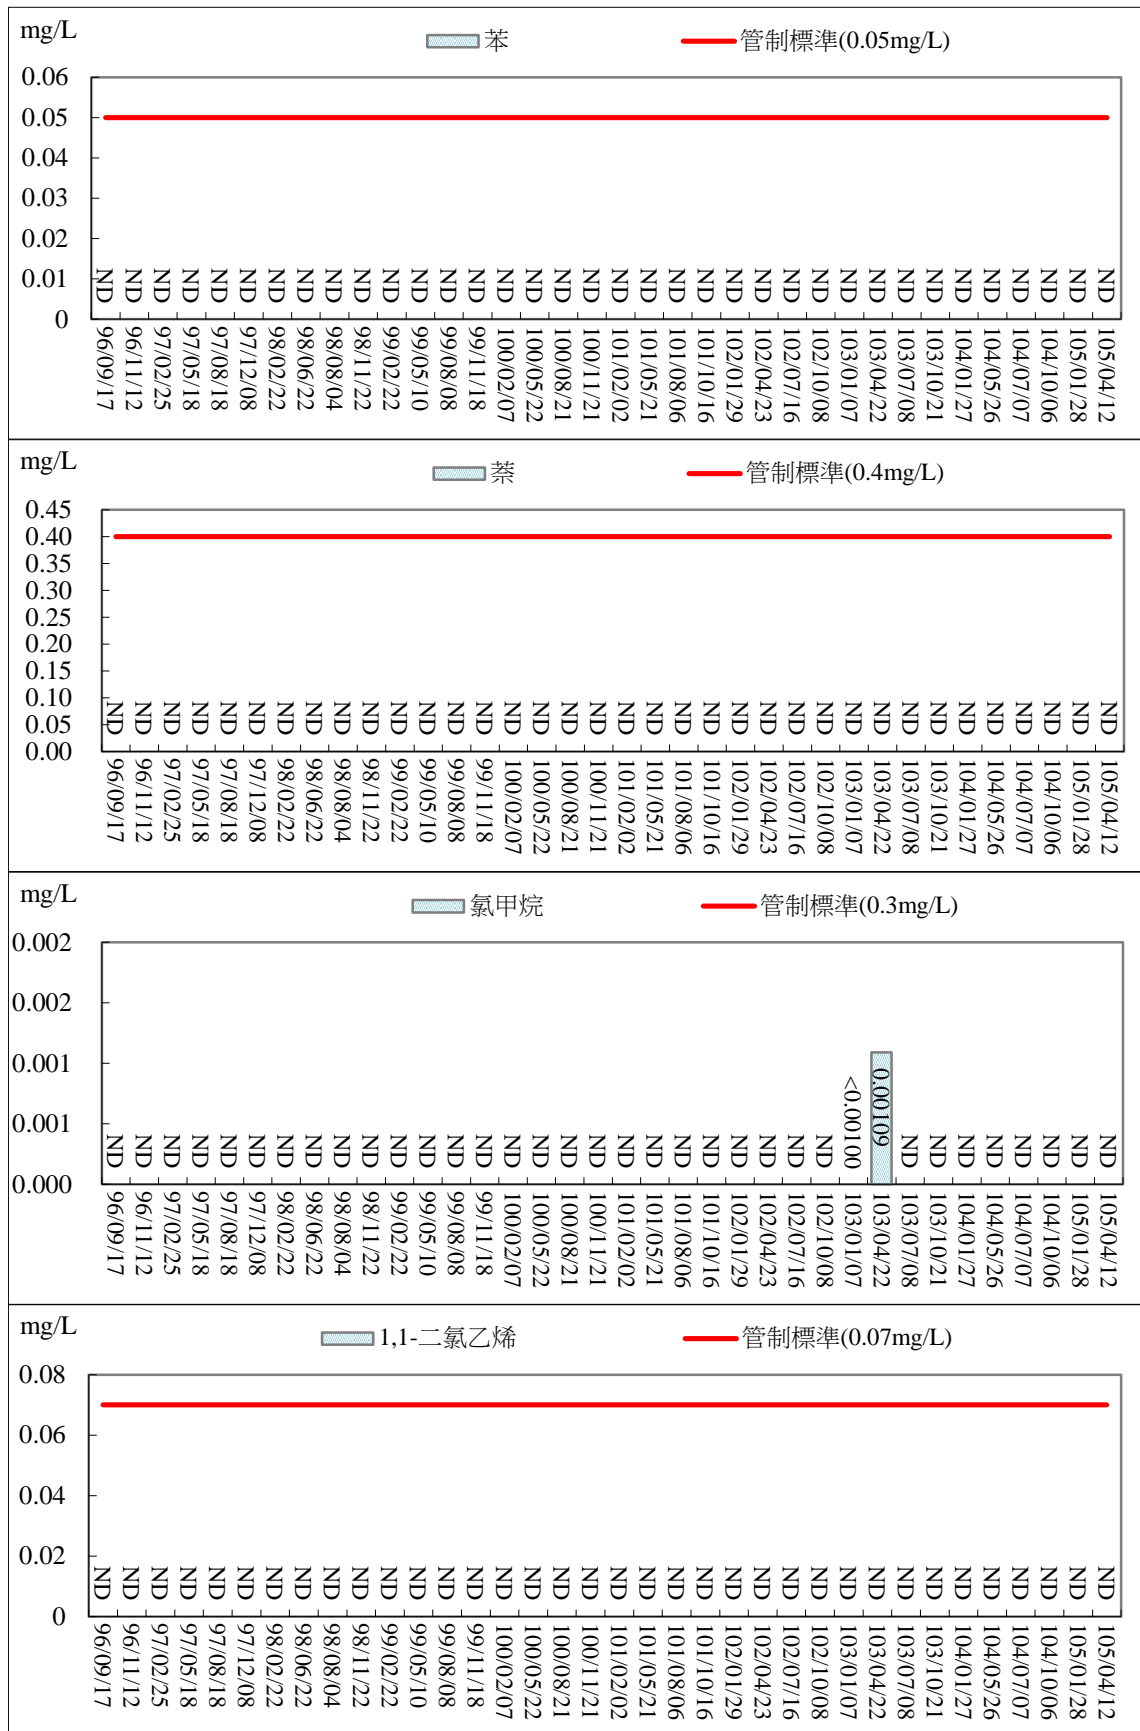 mg/L
苯 管制標準(0.05mg/L)
0.06
0.05
0.04
0.03
0.02
0.01
0
ND ND ND ND ND ND ND ND ND ND ND ND ND ND ND ND ND ND ND ND ND ND ND ND ND ND ND ND ND ND ND ND ND ND ND ND
96/09/17 96/11/12 97/02/25 97/05/18 97/08/18 97/12/08 98/02/22 98/06/22 98/08/04 98/11/22 99/02/22 99/05/10 99/08/08 99/11/18 100/02/07 100/05/22 100/08/21 100/11/21 101/02/02 101/05/21 101/08/06 101/10/16 102/01/29 102/04/23 102/07/16 102/10/08 103/01/07 103/04/22 103/07/08 103/10/21 104/01/27 104/05/26 104/07/07 104/10/06 105/01/28 105/04/12
mg/L
萘 管制標準(0.4mg/L)
0.45
0.40
0.35
0.30
0.25
0.20
0.15
0.10
0.05
0.00
ND ND ND ND ND ND ND ND ND ND ND ND ND ND ND ND ND ND ND ND ND ND ND ND ND ND ND ND ND ND ND ND ND ND ND ND
96/09/17 96/11/12 97/02/25 97/05/18 97/08/18 97/12/08 98/02/22 98/06/22 98/08/04 98/11/22 99/02/22 99/05/10 99/08/08 99/11/18 100/02/07 100/05/22 100/08/21 100/11/21 101/02/02 101/05/21 101/08/06 101/10/16 102/01/29 102/04/23 102/07/16 102/10/08 103/01/07 103/04/22 103/07/08 103/10/21 104/01/27 104/05/26 104/07/07 104/10/06 105/01/28 105/04/12
mg/L
氯甲烷 管制標準(0.3mg/L)
0.002
0.002
0.001
0.001
0.000
ND ND ND ND ND ND ND ND ND ND ND ND ND ND ND ND ND ND ND ND ND ND ND ND ND ND <0.00100 0.00109 ND ND ND ND ND ND ND ND
96/09/17 96/11/12 97/02/25 97/05/18 97/08/18 97/12/08 98/02/22 98/06/22 98/08/04 98/11/22 99/02/22 99/05/10 99/08/08 99/11/18 100/02/07 100/05/22 100/08/21 100/11/21 101/02/02 101/05/21 101/08/06 101/10/16 102/01/29 102/04/23 102/07/16 102/10/08 103/01/07 103/04/22 103/07/08 103/10/21 104/01/27 104/05/26 104/07/07 104/10/06 105/01/28 105/04/12
mg/L
1,1-二氯乙烯 管制標準(0.07mg/L)
0.08
0.06
0.04
0.02
0
ND ND ND ND ND ND ND ND ND ND ND ND ND ND ND ND ND ND ND ND ND ND ND ND ND ND ND ND ND ND ND ND ND ND ND ND
96/09/17 96/11/12 97/02/25 97/05/18 97/08/18 97/12/08 98/02/22 98/06/22 98/08/04 98/11/22 99/02/22 99/05/10 99/08/08 99/11/18 100/02/07 100/05/22 100/08/21 100/11/21 101/02/02 101/05/21 101/08/06 101/10/16 102/01/29 102/04/23 102/07/16 102/10/08 103/01/07 103/04/22 103/07/08 103/10/21 104/01/27 104/05/26 104/07/07 104/10/06 105/01/28 105/04/12